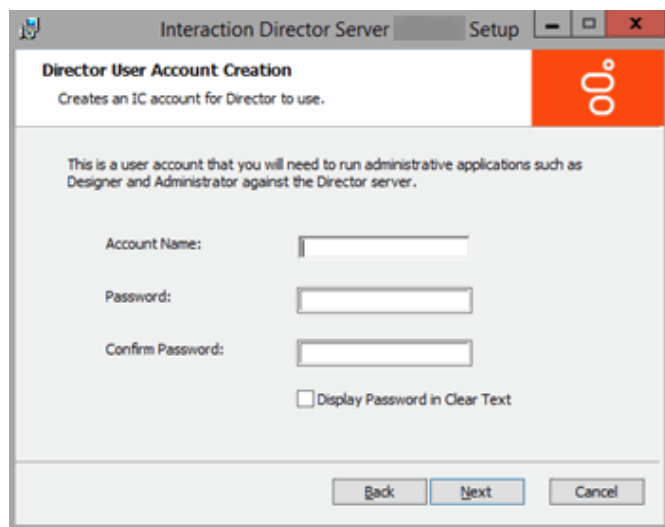 Interaction Director Server Setup
Director User Account Creation
Creates an IC account for Director to use.
This is a user account that you will need to run administrative applications such as
Designer and Administrator against the Director server.
Account Name:
Password:
Confirm Password:
Display Password in Clear Text
Back Next Cancel